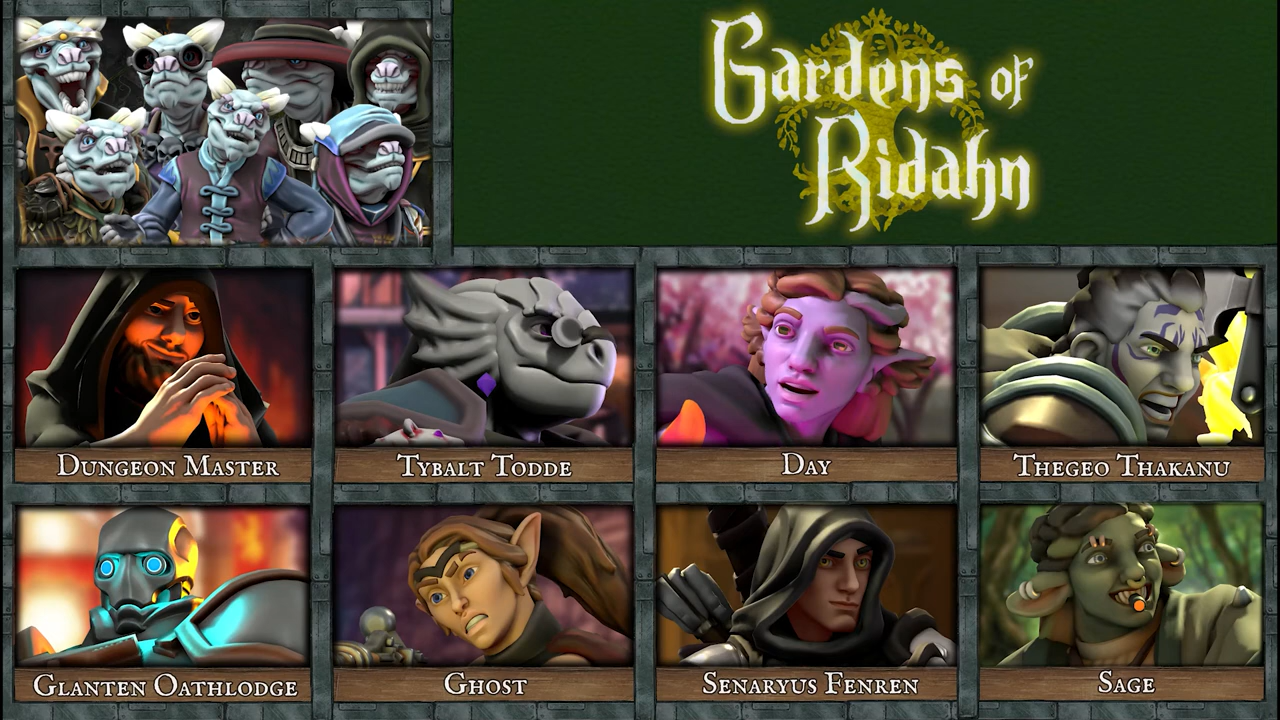 Gardens of
Ridahn
Dungeon Master
Tybalt Todde
Day
Thegeo Thakanu
Glanten Oathlodge
Ghost
Senaryus Fenren
Sage